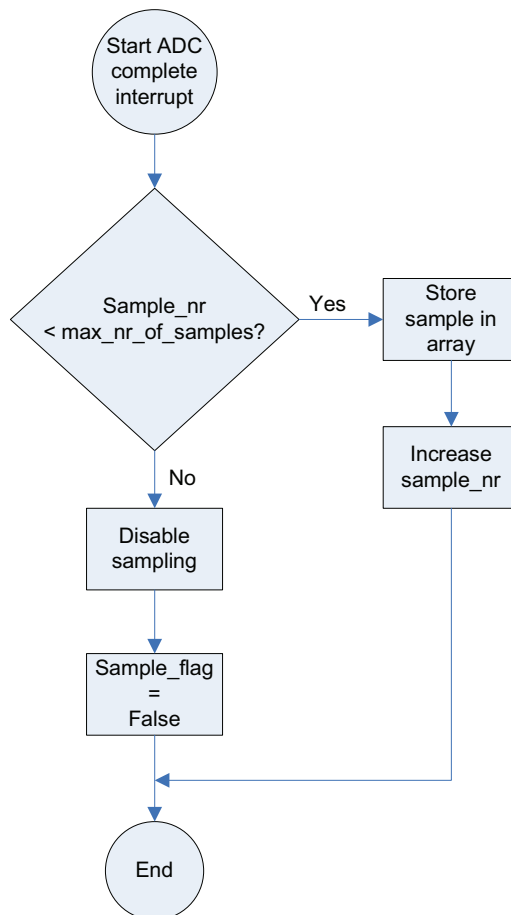 Start ADC
complete
interrupt
Sample_nr
< max_nr_of_samples?
Yes
Store
sample in
array
Increase
sample_nr
No
Disable
sampling
Sample_flag
=
False
End